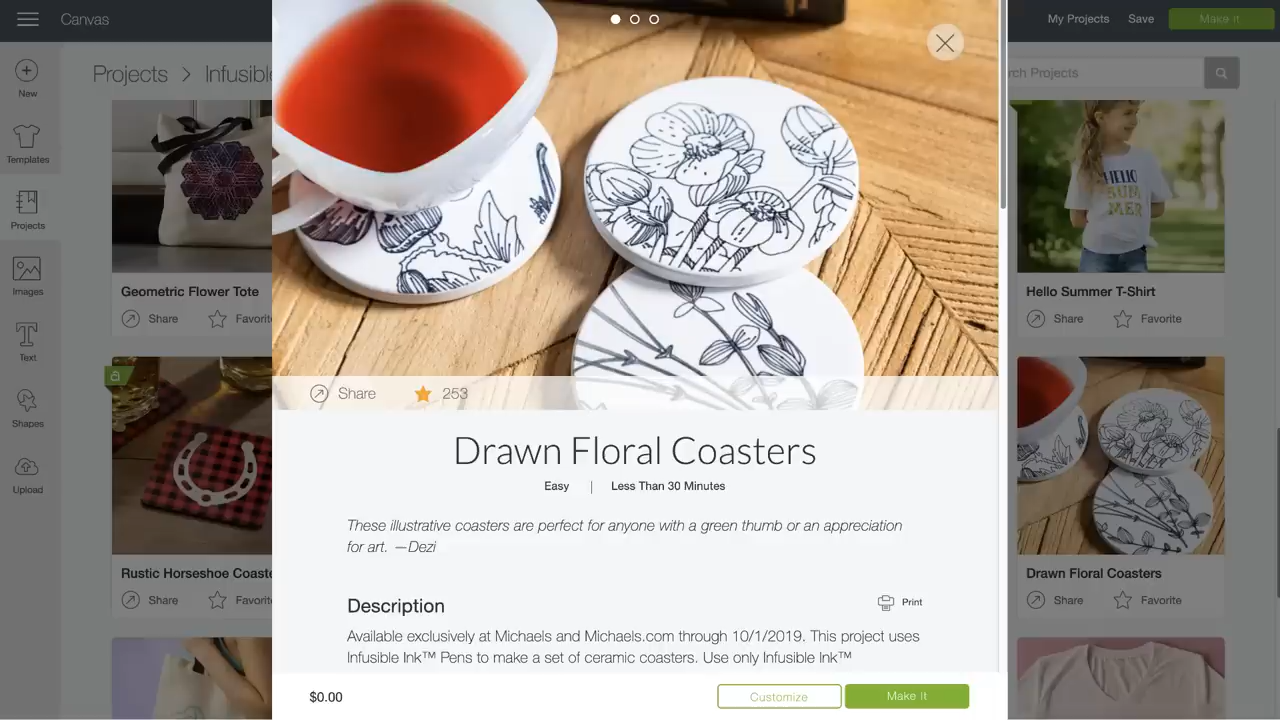 Canvas
My Projects
Save
Make it
Projects > Infusible
rch Projects
New
Templates
Projects
Images
Text
Shapes
Upload
Geometric Flower Tote
Share
Favorit
Rustic Horseshoe Coaste
Share
Favorit
HELLO
SUM
MER
Hello Summer T-Shirt
Share
Favorite
Drawn Floral Coasters
Share
Favorite
Share
253
Drawn Floral Coasters
Easy | Less Than 30 Minutes
These illustrative coasters are perfect for anyone with a green thumb or an appreciation
for art. —Dezi
Description
Print
Available exclusively at Michaels and Michaels.com through 10/1/2019. This project uses
Infusible Ink™ Pens to make a set of ceramic coasters. Use only Infusible Ink™
$0.00
Customize
Make it